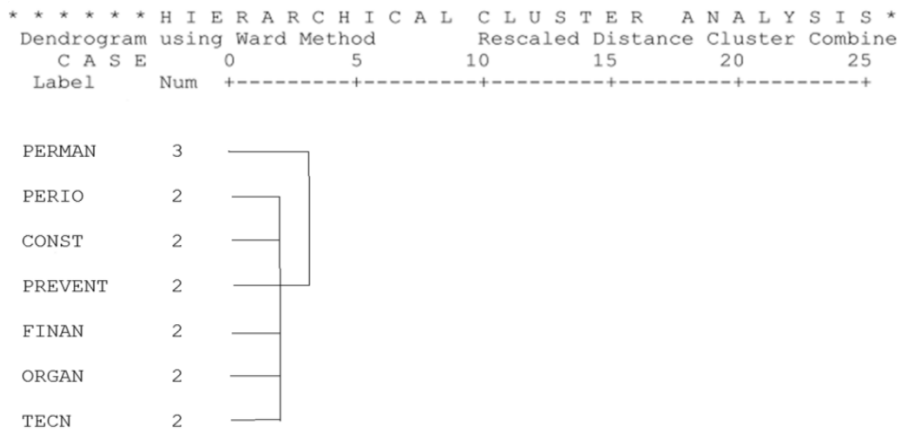 * * * * * * H I E R A R C H I C A L C L U S T E R A N A L Y S I S *
Dendrogram using Ward Method Rescaled Distance Cluster Combine
C A S E 0 5 10 15 20 25
Label Num +---------+---------+---------+---------+---------+
PERMAN 3
PERIO 2
CONST 2
PREVENT 2
FINAN 2
ORGAN 2
TECN 2